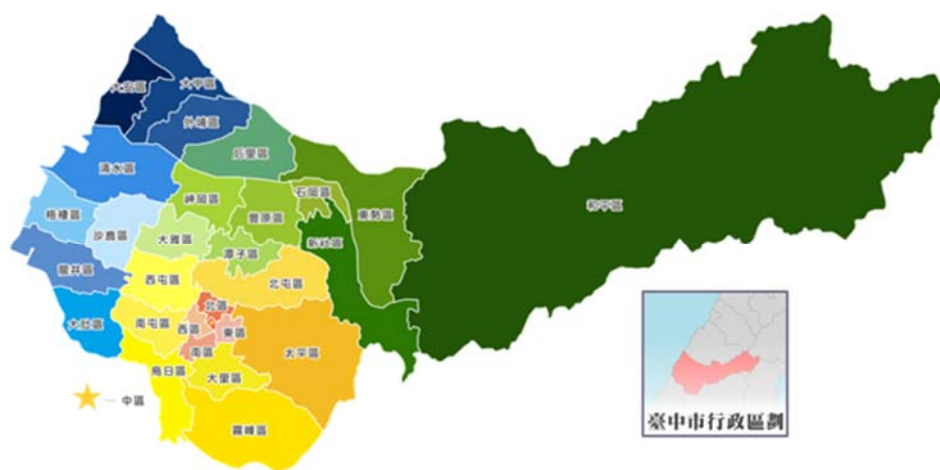 大甲區
大安區
外埔區
后里區
清水區
神岡區
石岡區
東勢區
和平區
梧棲區
沙鹿區
豐原區
大雅區
新社區
潭子區
龍井區
西屯區
北屯區
北區
大肚區
南屯區
西區
東區
南區
太平區
烏日區
大里區
★ — 中區
霧峰區
臺中市行政區劃